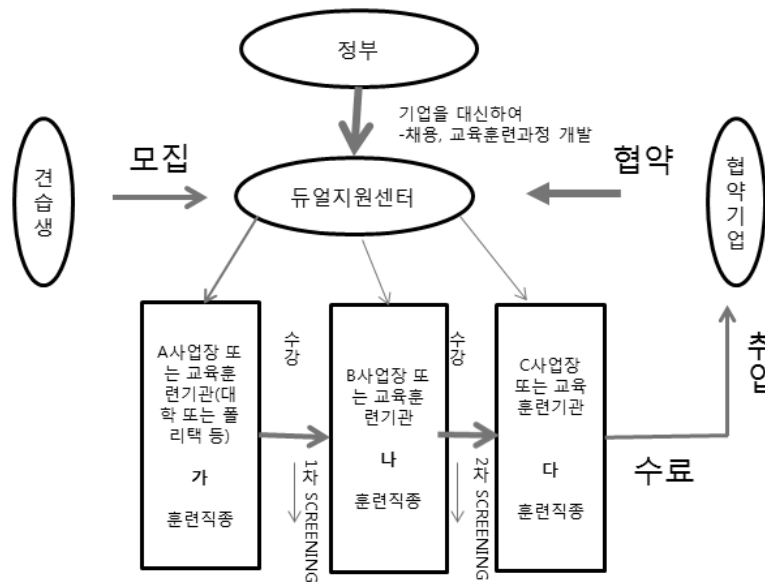 정부
기업을 대신하여
-채용, 교육훈련과정 개발
모집
협약
견
습
생
듀얼지원센터
협
약
기
업
A사업장 또
는 교육훈
련기관(대
학 또는 폴
리택 등)
가
훈련직종
수강
1차 SCREENING
B사업장 또
는 교육훈
련기관
나
훈련직종
수강
2차 SCREENING
C사업장
또는 교육
훈련기관
다
훈련직종
수료
취업